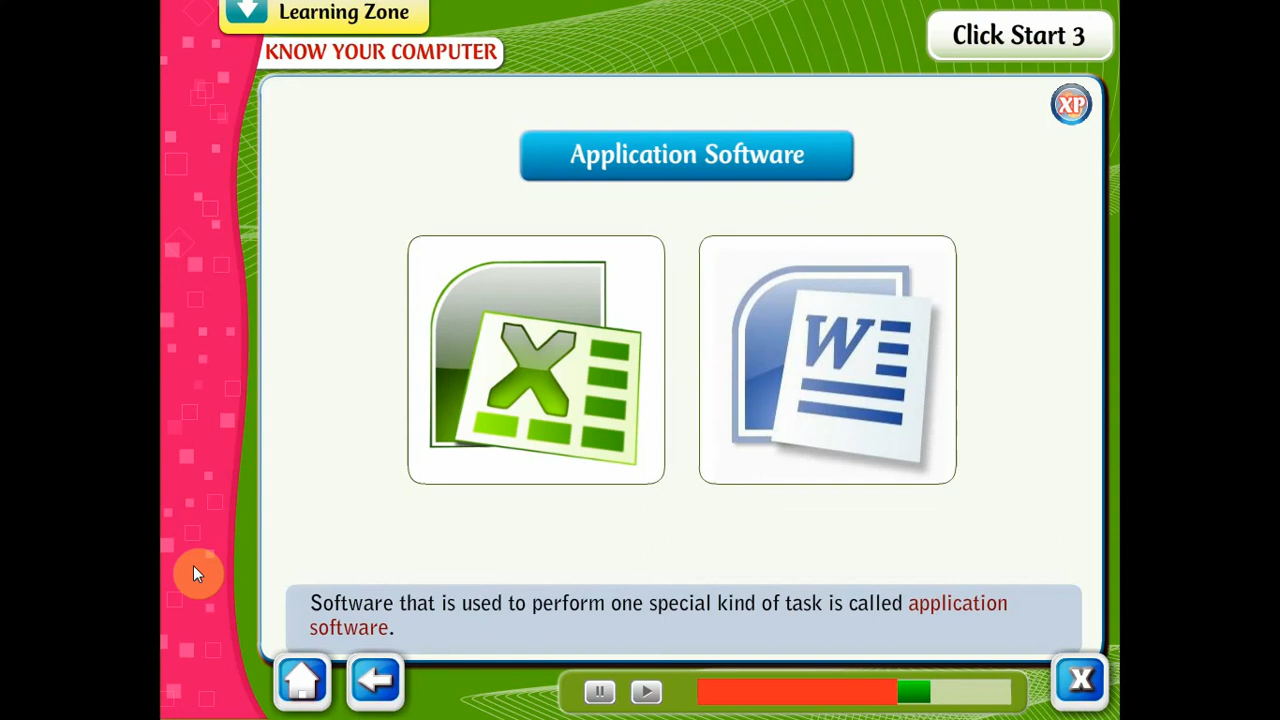 Learning Zone
Click Start 3
KNOW YOUR COMPUTER
XP
Application Software
X
W
Software that is used to perform one special kind of task is called application
software.
X